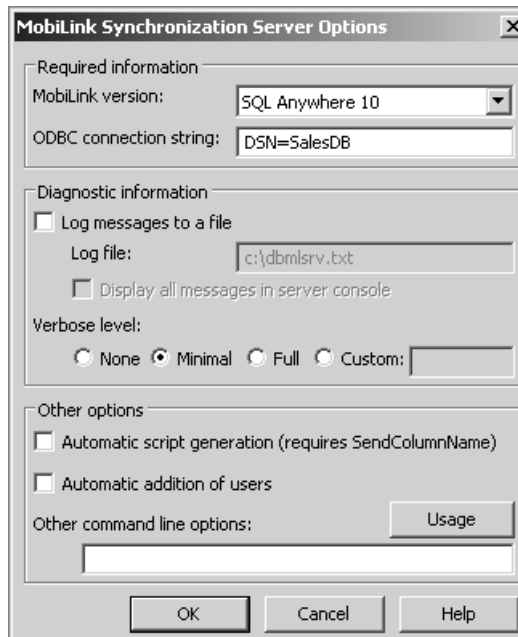 MobiLink Synchronization Server Options
Required information
MobiLink version: SQL Anywhere 10
ODBC connection string: DSN=SalesDB
Diagnostic information
Log messages to a file
Log file: c:\dbmlsrv.txt
Display all messages in server console
Verbose level:
None Minimal Full Custom:
Other options
Automatic script generation (requires SendColumnName)
Automatic addition of users
Other command line options: Usage
OK Cancel Help